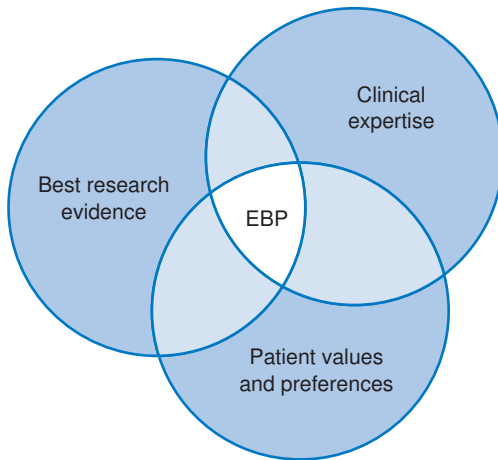 Clinical
expertise
Best research
evidence
EBP
Patient values
and preferences